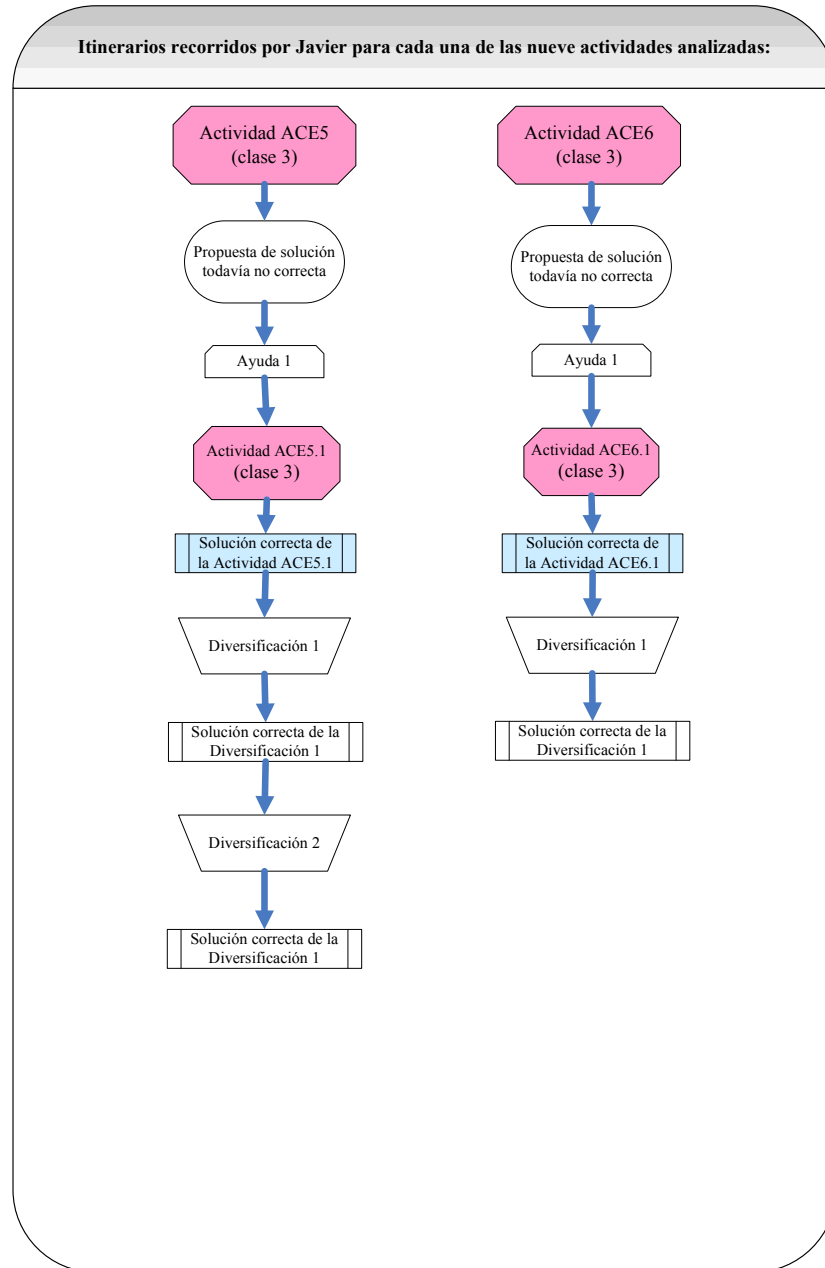 Itinerarios recorridos por Javier para cada una de las nueve actividades analizadas:
Actividad ACE5
(clase 3)
Propuesta de solución
todavía no correcta
Ayuda 1
Actividad ACE5.1
(clase 3)
Solución correcta de
la Actividad ACE5.1
Diversificación 1
Solución correcta de la
Diversificación 1
Diversificación 2
Solución correcta de la
Diversificación 1
Actividad ACE6
(clase 3)
Propuesta de solución
todavía no correcta
Ayuda 1
Actividad ACE6.1
(clase 3)
Solución correcta de
la Actividad ACE6.1
Diversificación 1
Solución correcta de la
Diversificación 1